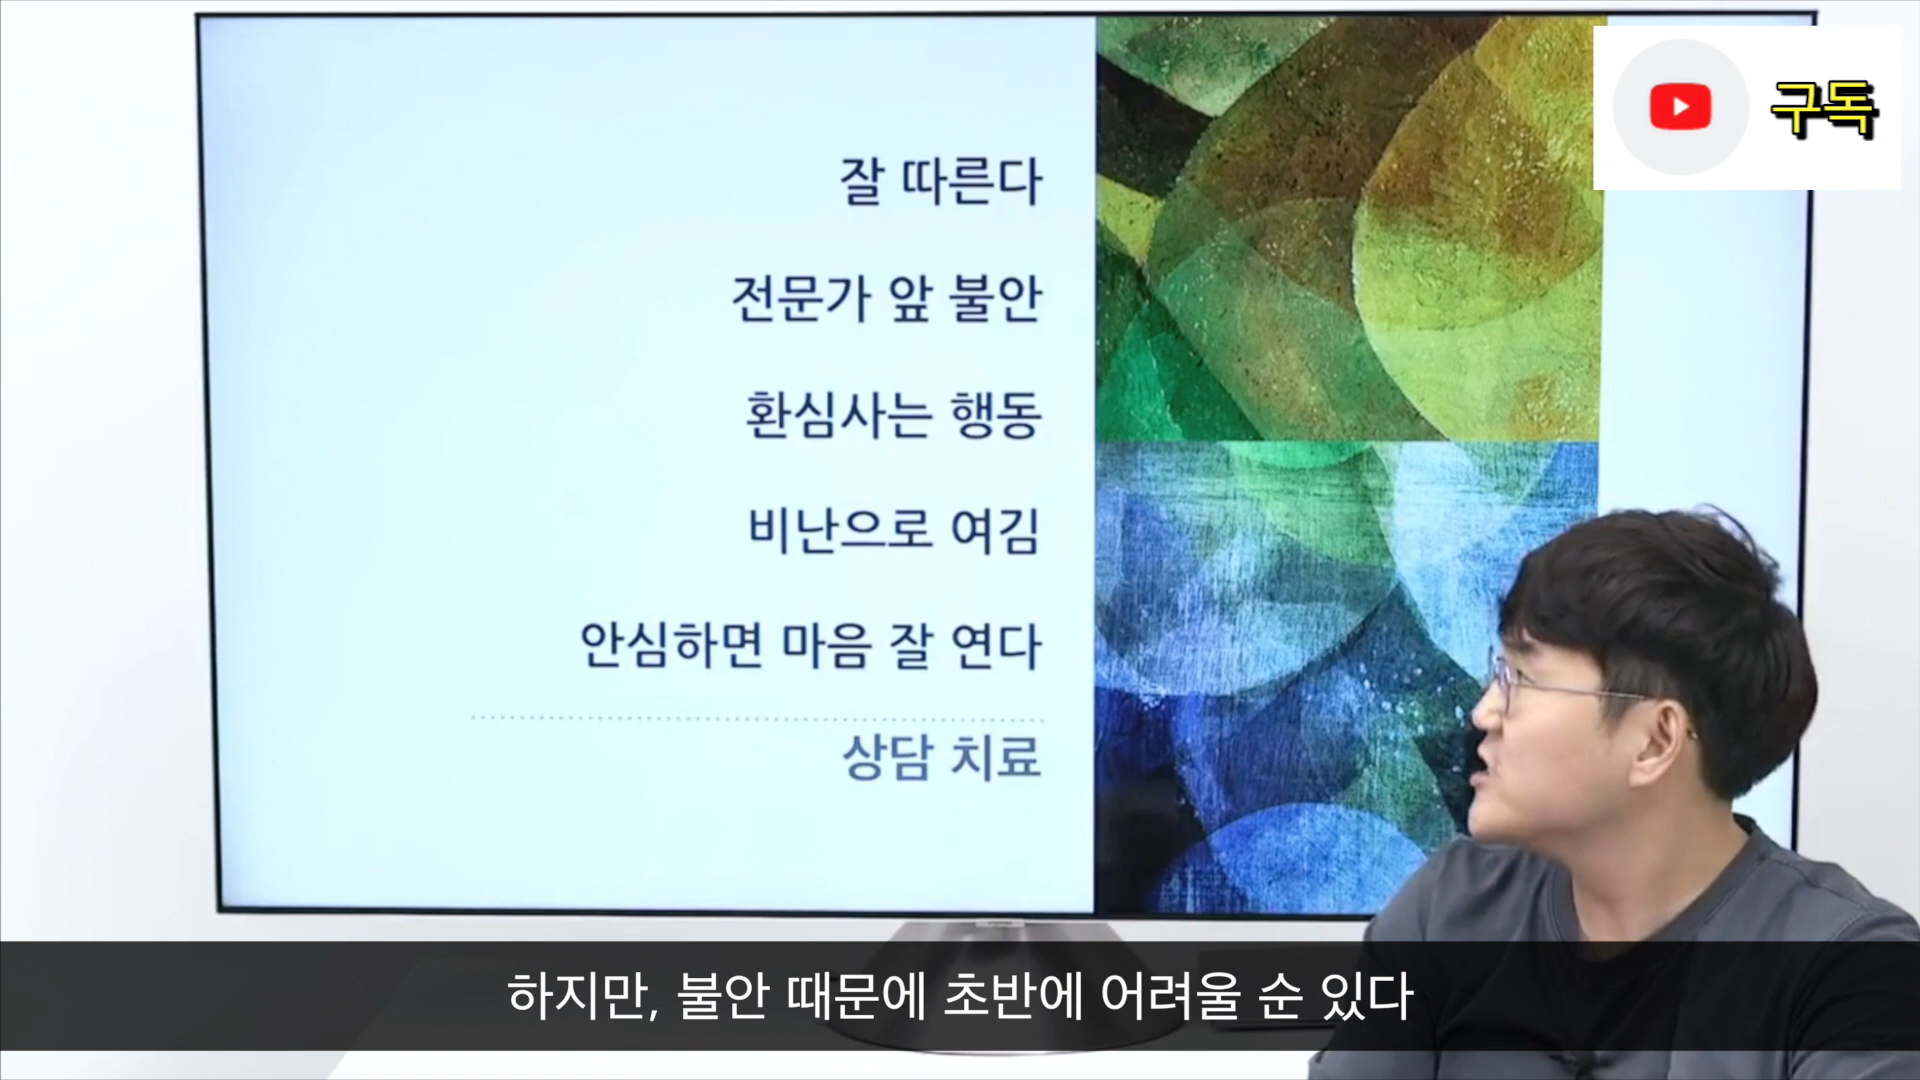 구독
잘 따른다
전문가 앞 불안
환심사는 행동
비난으로 여김
안심하면 마음 잘 연다
상담 치료
하지만, 불안 때문에 초반에 어려울 순 있다